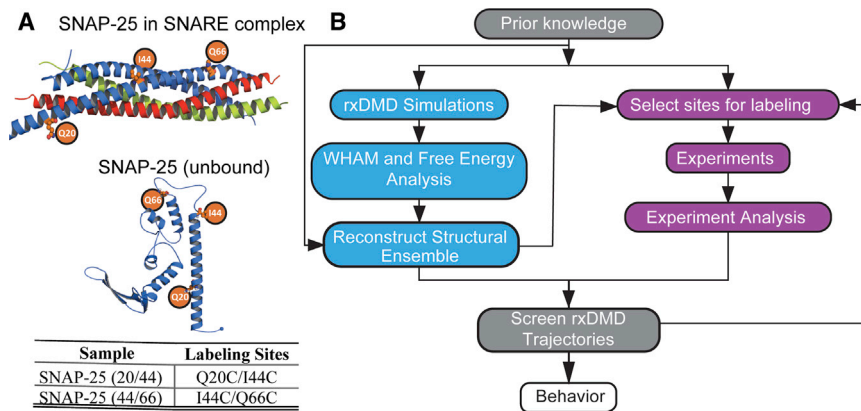 A
SNAP-25 in SNARE complex
I44
Q66
Q20
SNAP-25 (unbound)
Q66
I44
Q20
Sample Labeling Sites
SNAP-25 (20/44) Q20C/I44C
SNAP-25 (44/66) I44C/Q66C
B
Prior knowledge
rxDMD Simulations
Select sites for labeling
WHAM and Free Energy
Analysis
Experiments
Experiment Analysis
Reconstruct Structural
Ensemble
Screen rxDMD
Trajectories
Behavior